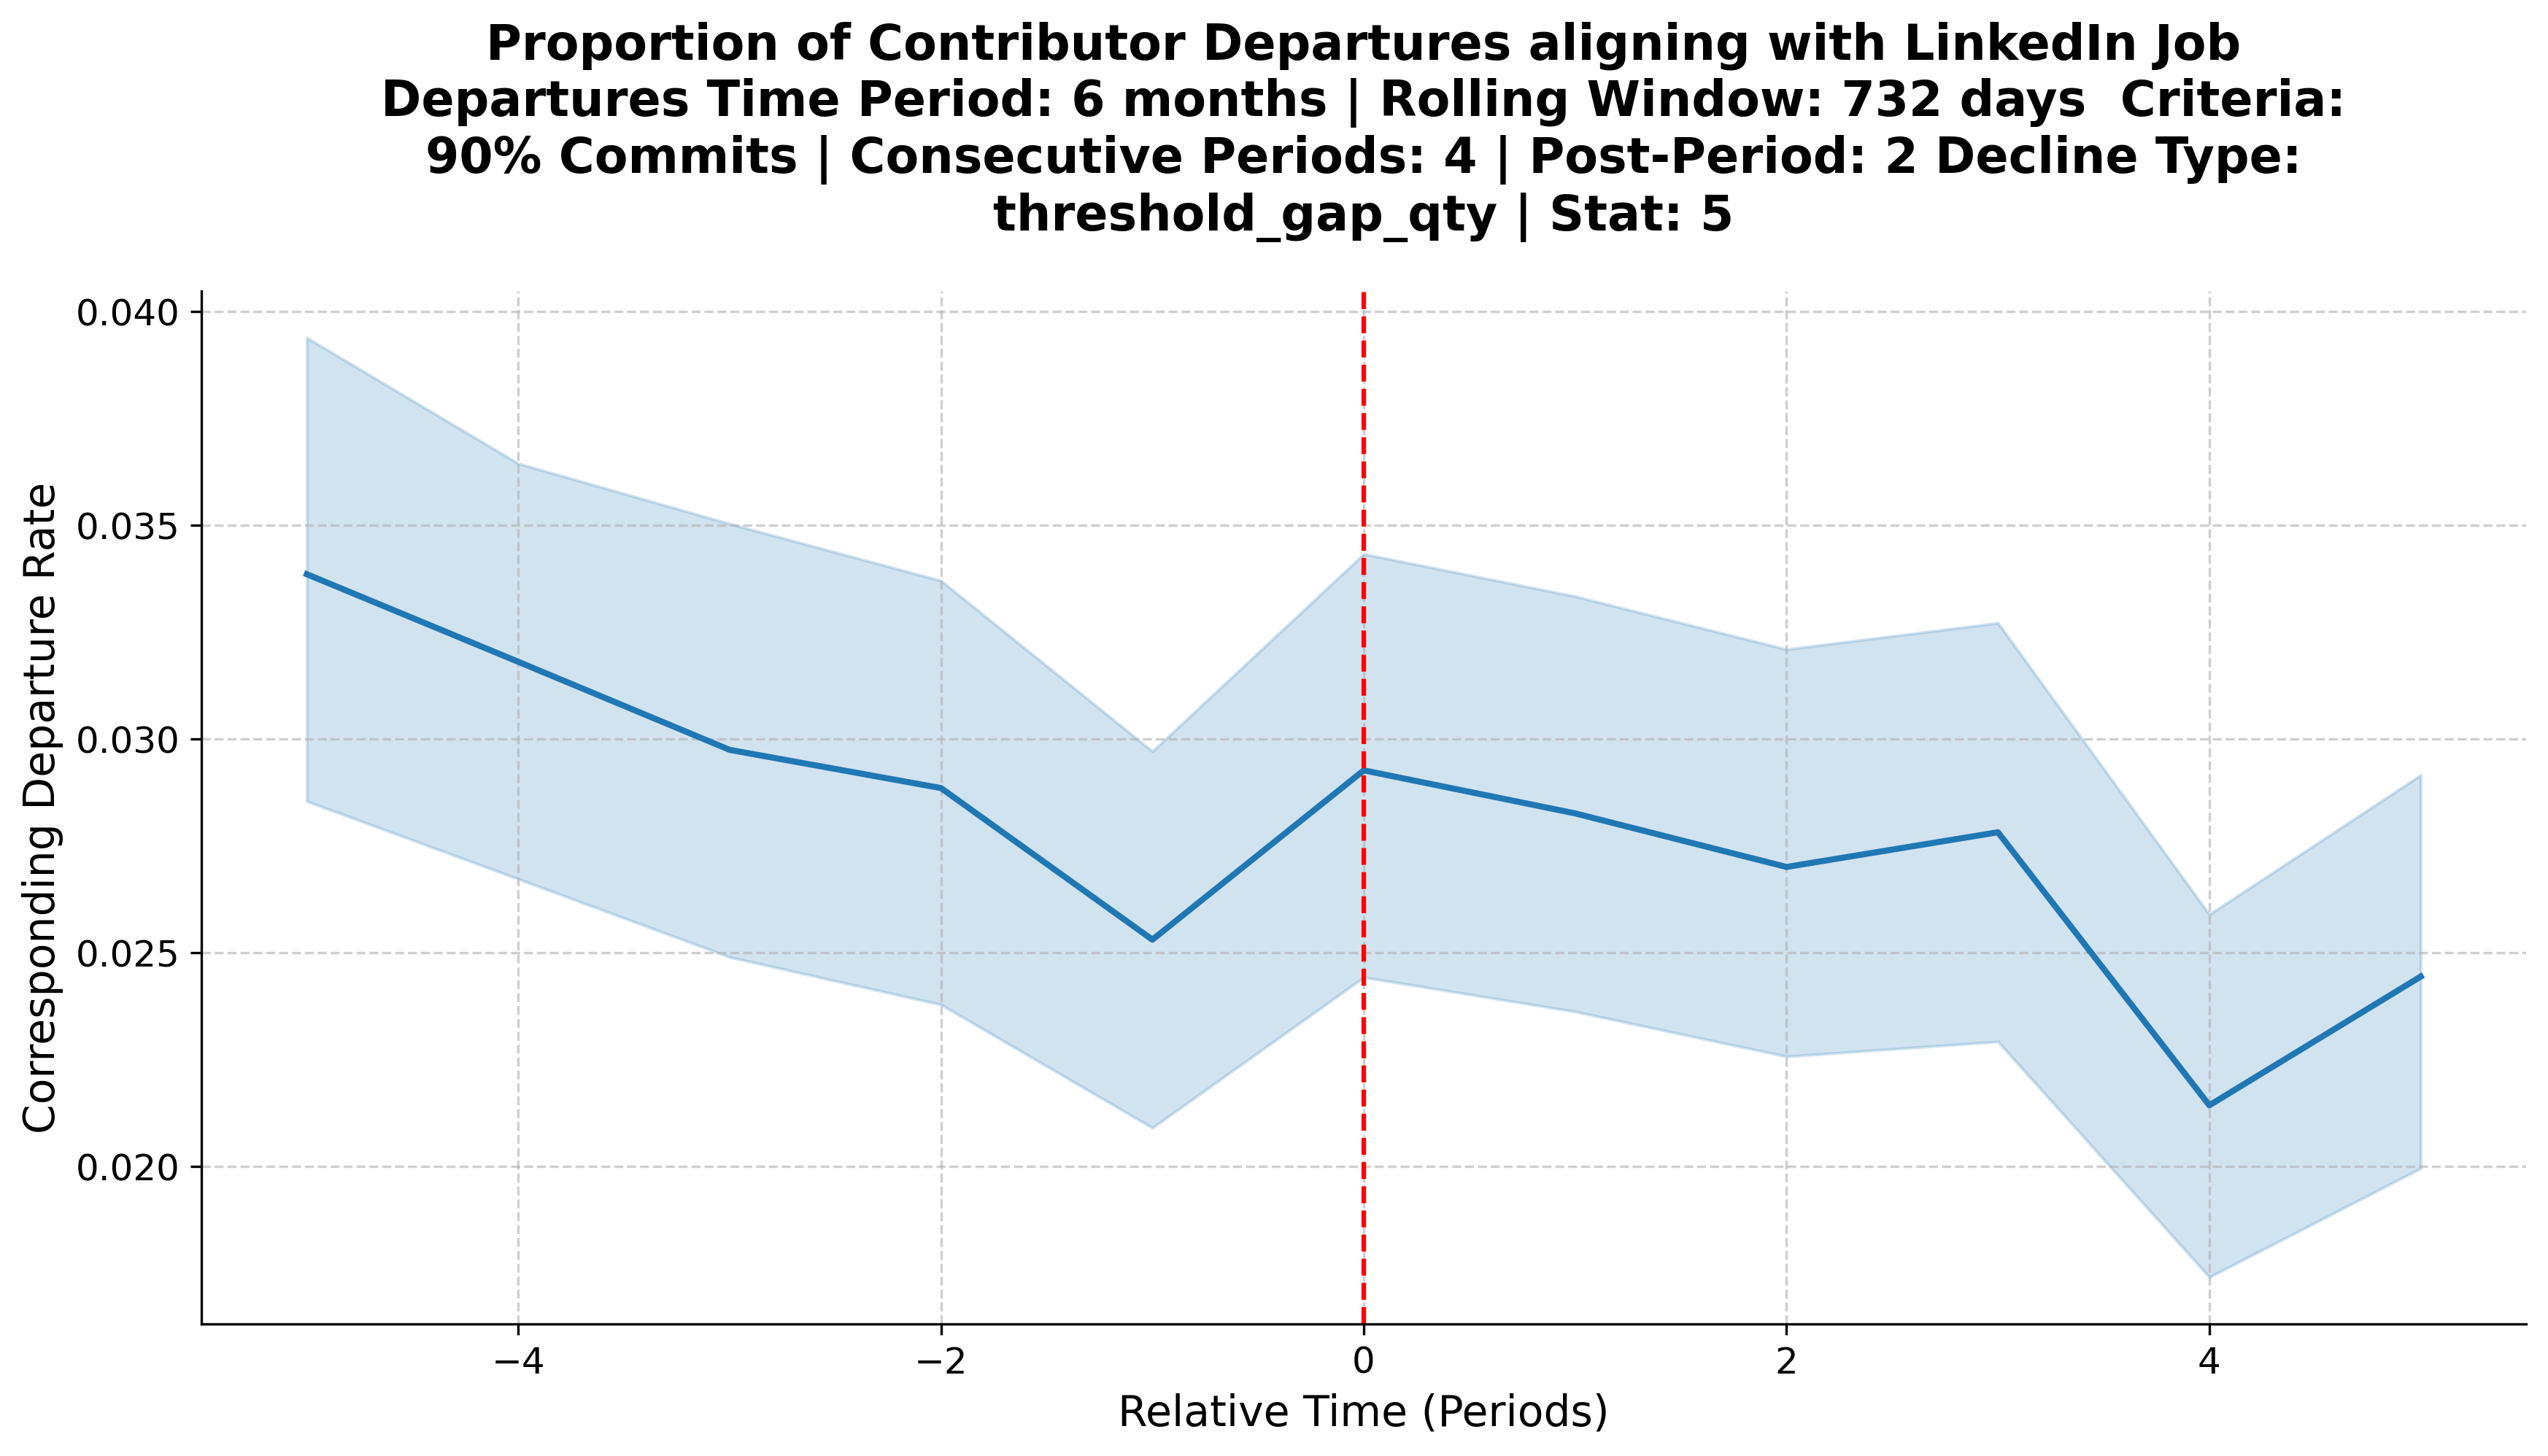 Proportion of Contributor Departures aligning with LinkedIn Job
Departures Time Period: 6 months | Rolling Window: 732 days  Criteria:
90% Commits | Consecutive Periods: 4 | Post-Period: 2 Decline Type:
threshold_gap_qty | Stat: 5
Corresponding Departure Rate
0.040
0.035
0.030
0.025
0.020
−4
−2
0
2
4
Relative Time (Periods)